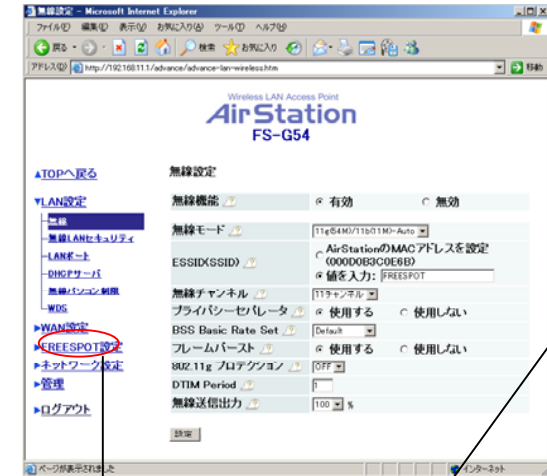 無線設定 - Microsoft Internet Explorer
ファイル(F) 編集(E) 表示(V) お気に入り(A) ツール(T) ヘルプ(H)
戻る 検索 お気に入り
アドレス(D) http://192.168.11.1/advance/advance-lan-wireless.htm 移動
Wireless LAN Access Point
AirStation
FS-G54
▲TOPへ戻る
▼LAN設定
無線
無線LANセキュリティ
LANポート
DHCPサーバ
無線パソコン制限
WDS
▶WAN設定
▶FREESPOT設定
▶ネットワーク設定
▶管理
▶ログアウト
無線設定
無線機能 有効 無効
無線モード 11g(54M)/11b(11M)-Auto
ESSID(SSID) AirStationのMACアドレスを設定
(000D0B3C0E6B)
値を入力: FREESPOT
無線チャンネル 11チャンネル
プライバシーセパレータ 使用する 使用しない
BSS Basic Rate Set Default
フレームバースト 使用する 使用しない
802.11g プロテクション OFF
DTIM Period 1
無線送信出力 100 %
設定
ページが表示されました インターネット